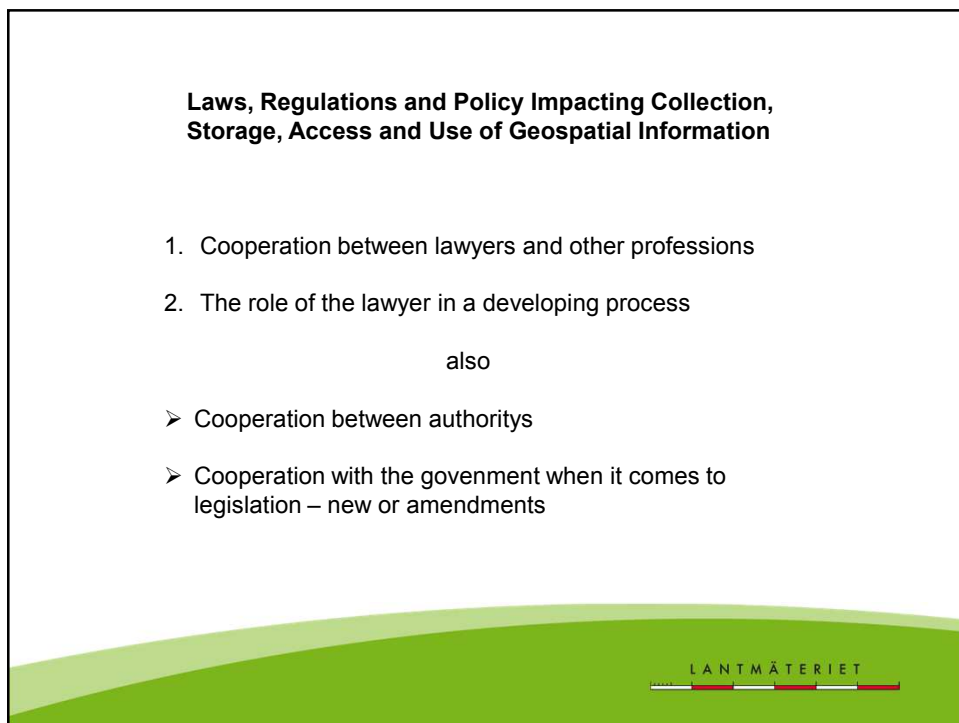 Laws, Regulations and Policy Impacting Collection,
Storage, Access and Use of Geospatial Information
1. Cooperation between lawyers and other professions
2. The role of the lawyer in a developing process
also
➢ Cooperation between authoritys
➢ Cooperation with the govenment when it comes to
legislation – new or amendments
LANTMÄTERIET